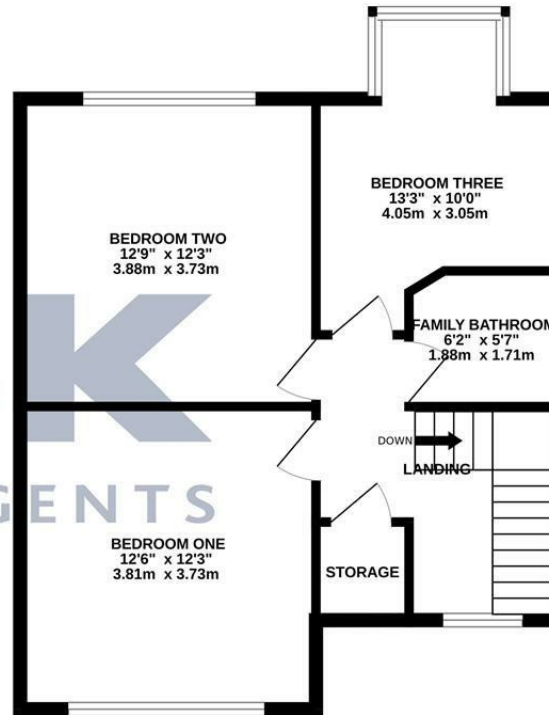 BEDROOM THREE
13'3" x 10'0"
4.05m x 3.05m
BEDROOM TWO
12'9" x 12'3"
3.88m x 3.73m
FAMILY BATHROOM
6'2" x 5'7"
1.88m x 1.71m
K
DOWN
LANDING
GENTS
BEDROOM ONE
12'6" x 12'3"
3.81m x 3.73m
STORAGE